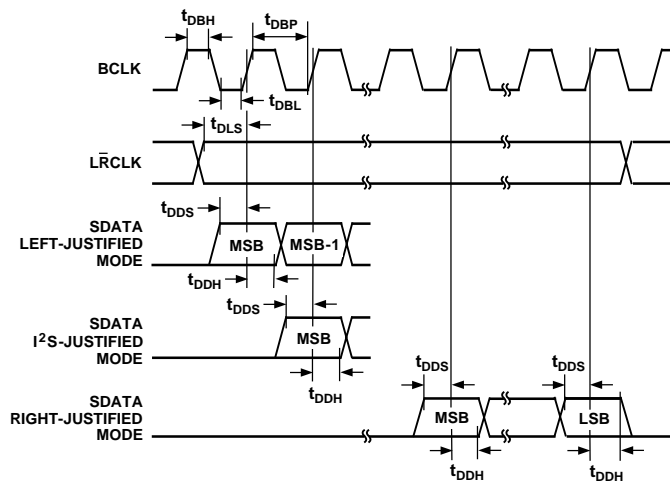 tDBH
tDBP
BCLK
tDBL
tDLS
LRCLK
tDDS
SDATA
LEFT-JUSTIFIED
MODE
MSB
MSB-1
tDDH
tDDS
SDATA
I²S-JUSTIFIED
MODE
MSB
tDDH
tDDS
tDDS
SDATA
RIGHT-JUSTIFIED
MODE
MSB
LSB
tDDH
tDDH